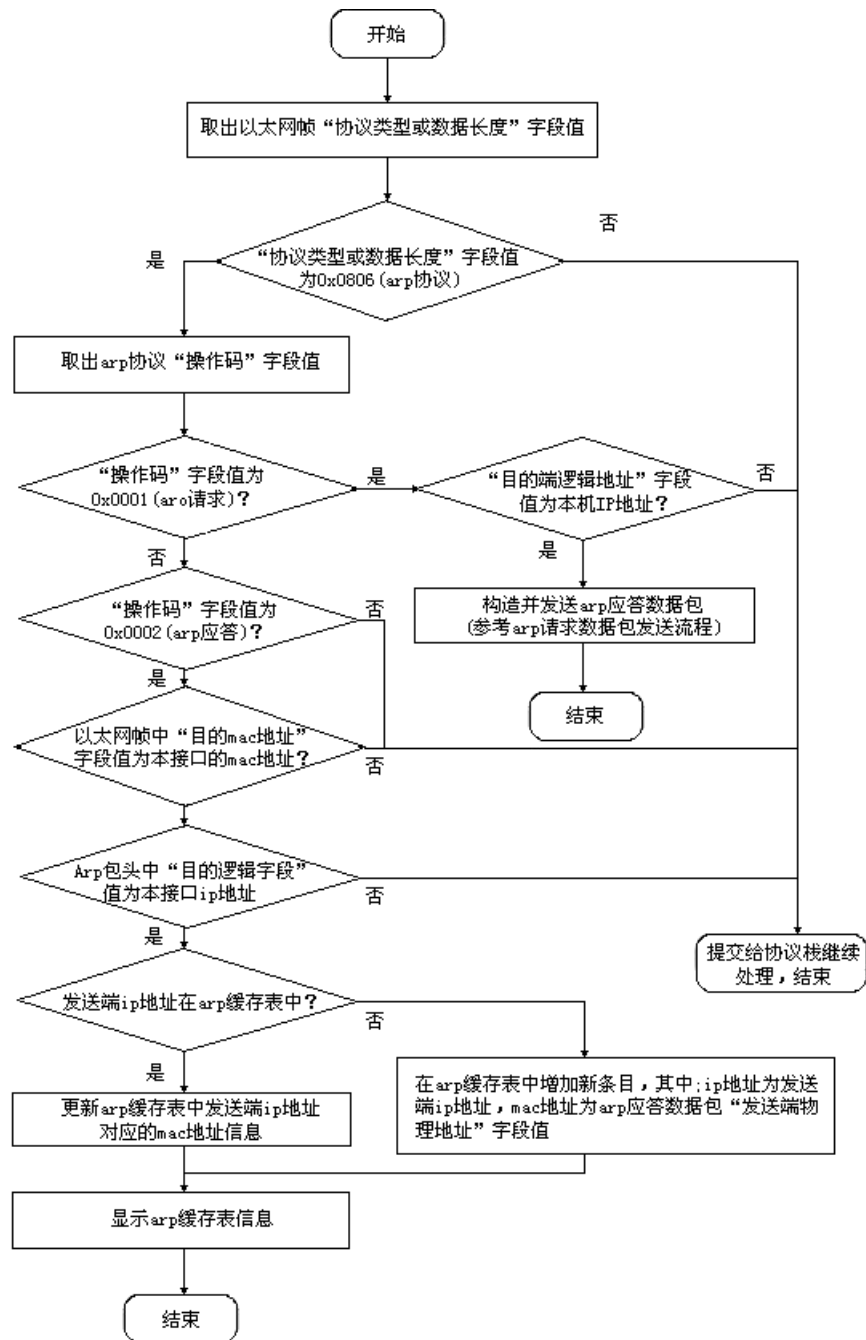 开始
取出以太网帧“协议类型或数据长度”字段值
否
“协议类型或数据长度”字段值
为0x0806(arp协议)
是
取出arp协议“操作码”字段值
“操作码”字段值为
0x0001(aro请求)?
是
“目的端逻辑地址”字段
值为本机IP地址?
否
否
是
“操作码”字段值为
0x0002(arp应答)?
否
构造并发送arp应答数据包
(参考arp请求数据包发送流程)
是
结束
以太网帧中“目的mac地址”
字段值为本接口的mac地址?
否
Arp包头中“目的逻辑字段”
值为本接口ip地址
否
是
提交给协议栈继续
处理,结束
发送端ip地址在arp缓存表中?
否
是
在arp缓存表中增加新条目,其中;ip地址为发送
端ip地址,mac地址为arp应答数据包“发送端物
理地址”字段值
更新arp缓存表中发送端ip地址
对应的mac地址信息
显示arp缓存表信息
结束